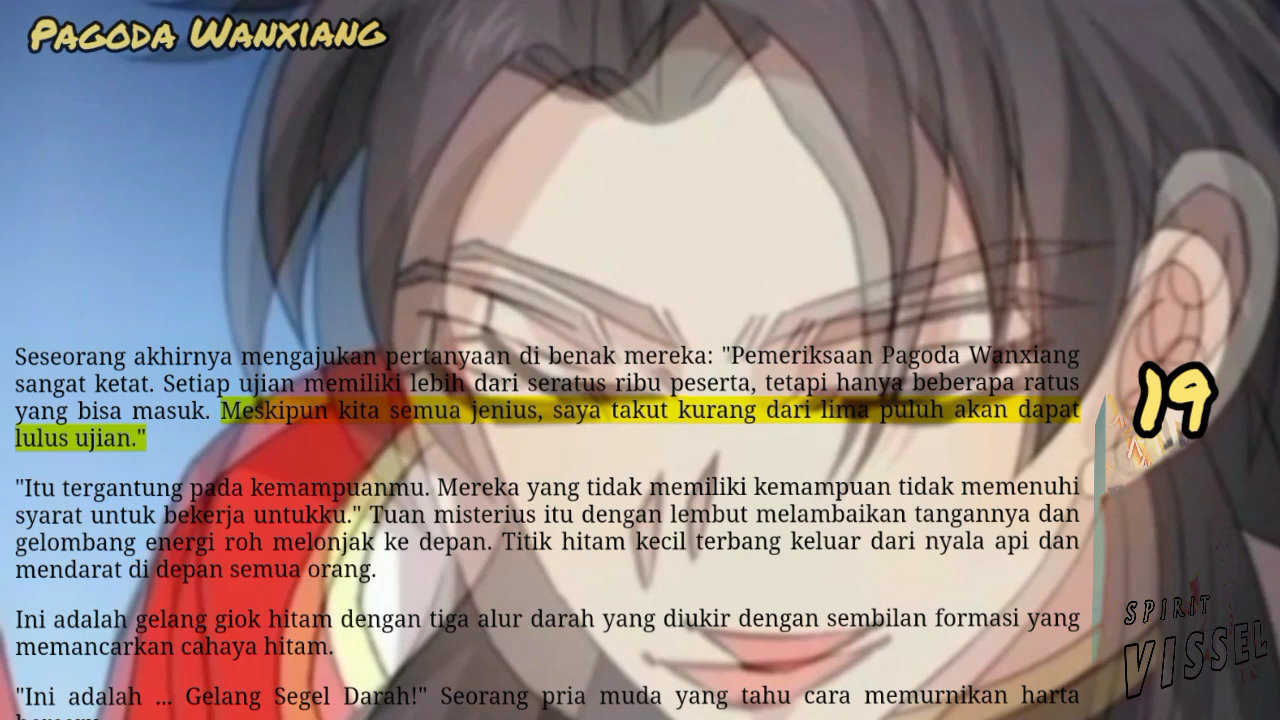 PAGODA WANXIANG
Seseorang akhirnya mengajukan pertanyaan di benak mereka: "Pemeriksaan Pagoda Wanxiang
sangat ketat. Setiap ujian memiliki lebih dari seratus ribu peserta, tetapi hanya beberapa ratus
yang bisa masuk. Meskipun kita semua jenius, saya takut kurang dari lima puluh akan dapat
lulus ujian."
19
"Itu tergantung pada kemampuanmu. Mereka yang tidak memiliki kemampuan tidak memenuhi
syarat untuk bekerja untukku." Tuan misterius itu dengan lembut melambaikan tangannya dan
gelombang energi roh melonjak ke depan. Titik hitam kecil terbang keluar dari nyala api dan
mendarat di depan semua orang.
Ini adalah gelang giok hitam dengan tiga alur darah yang diukir dengan sembilan formasi yang
memancarkan cahaya hitam.
SPIRIT
VISSEL
"Ini adalah ... Gelang Segel Darah!" Seorang pria muda yang tahu cara memurnikan harta